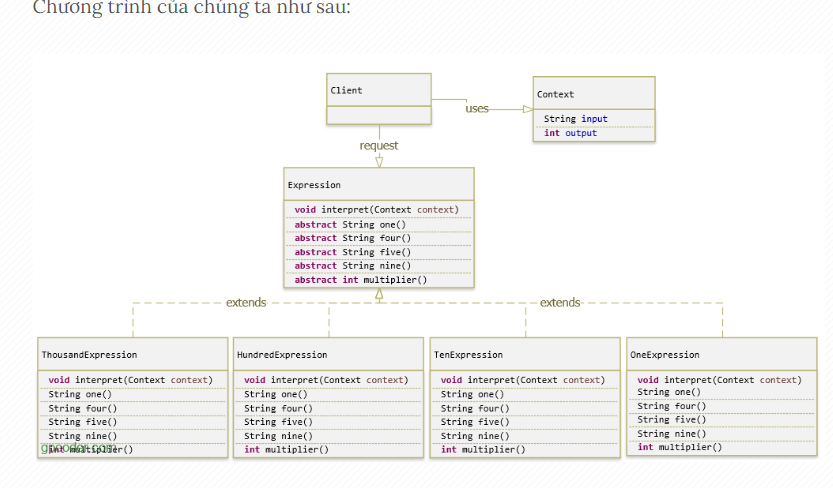 Chương trình của chúng ta như sau:
Client
Context
uses
String input
int output
request
Expression
void interpret(Context context)
abstract String one()
abstract String four()
abstract String five()
abstract String nine()
abstract int multiplier()
extends
extends
ThousandExpression
void interpret(Context context)
String one()
String four()
String five()
String nine()
int multiplier()
gpcoder.com
HundredExpression
void interpret(Context context)
String one()
String four()
String five()
String nine()
int multiplier()
TenExpression
void interpret(Context context)
String one()
String four()
String five()
String nine()
int multiplier()
OneExpression
void interpret(Context context)
String one()
String four()
String five()
String nine()
int multiplier()